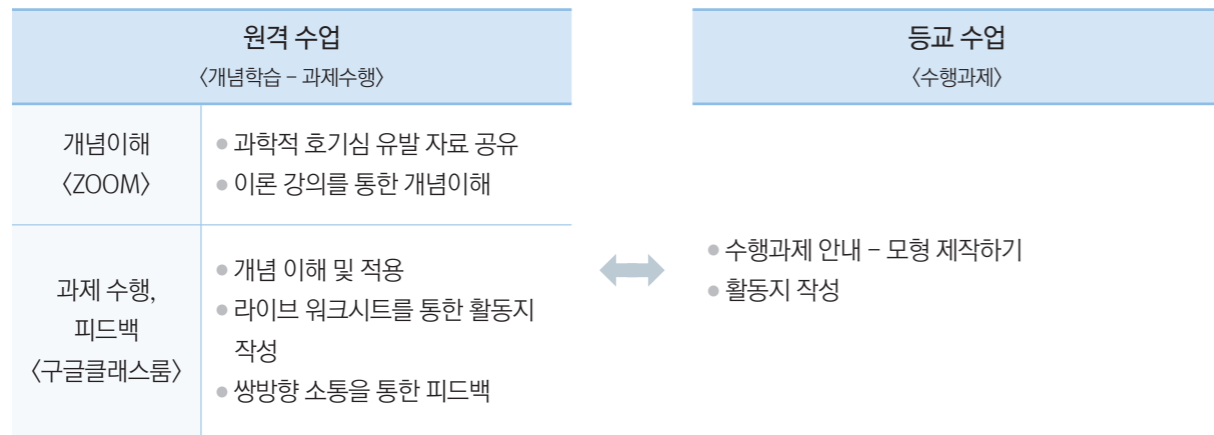 원격 수업
〈개념학습 – 과제수행〉
개념이해
〈ZOOM〉
● 과학적 호기심 유발 자료 공유
● 이론 강의를 통한 개념이해
과제 수행,
피드백
〈구글클래스룸〉
● 개념 이해 및 적용
● 라이브 워크시트를 통한 활동지
작성
● 쌍방향 소통을 통한 피드백
등교 수업
〈수행과제〉
● 수행과제 안내 – 모형 제작하기
● 활동지 작성